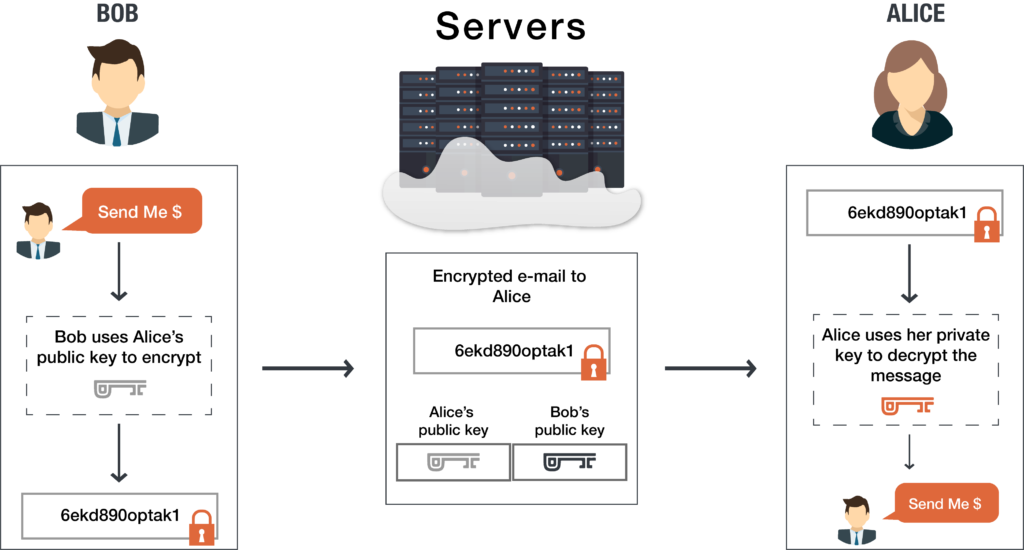 BOB
Servers
ALICE
Send Me $
Bob uses Alice's
public key to encrypt
6ekd890optak1
Encrypted e-mail to
Alice
6ekd890optak1
Alice's
public key
Bob's
public key
6ekd890optak1
Alice uses her private
key to decrypt the
message
Send Me $